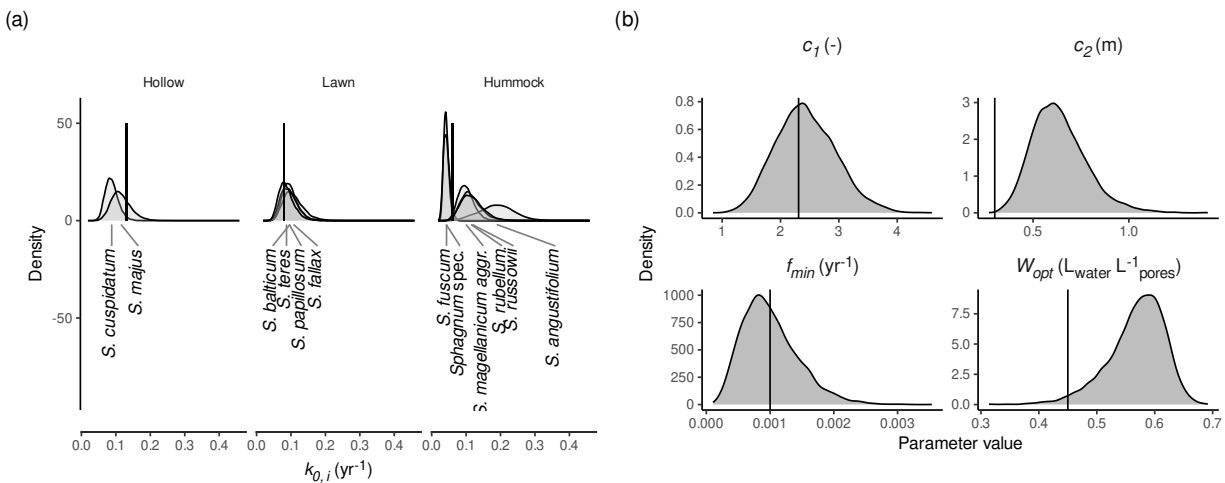 (a)
Hollow
Lawn
Hummock
Density
50
0
-50
S. cuspidatum
S. majus
S. balticum
S. teres
S. papillosum
S. fallax
S. fuscum
Sphagnum spec.
S. magellanicum aggr.
S. rubellum
S. russowii
S. angustifolium
0.0 0.1 0.2 0.3 0.4
0.0 0.1 0.2 0.3 0.4
0.0 0.1 0.2 0.3 0.4
k0, i (yr-1)
(b)
c1 (-)
0.8
0.6
0.4
0.2
0.0
1 2 3 4
c2 (m)
3
2
1
0
0.5 1.0
Density
fmin (yr-1)
1000
750
500
250
0
0.000 0.001 0.002 0.003
Wopt (Lwater L-1pores)
7.5
5.0
2.5
0.0
0.3 0.4 0.5 0.6 0.7
Parameter value